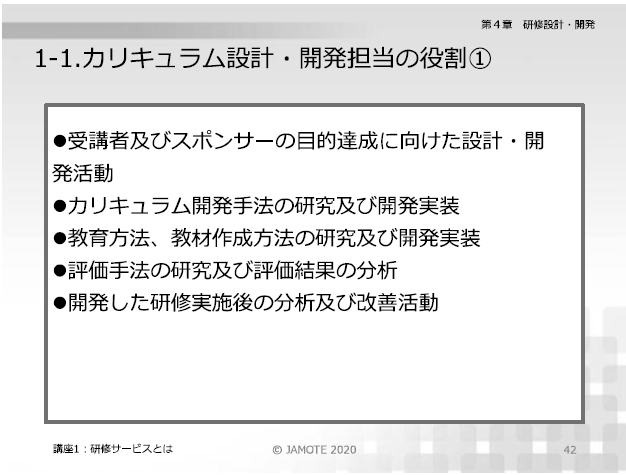 第４章　研修設計・開発
1-1.カリキュラム設計・開発担当の役割①
●受講者及びスポンサーの目的達成に向けた設計・開
発活動
●カリキュラム開発手法の研究及び開発実装
●教育方法、教材作成方法の研究及び開発実装
●評価手法の研究及び評価結果の分析
●開発した研修実施後の分析及び改善活動
講座1：研修サービスとは
© JAMOTE 2020
42